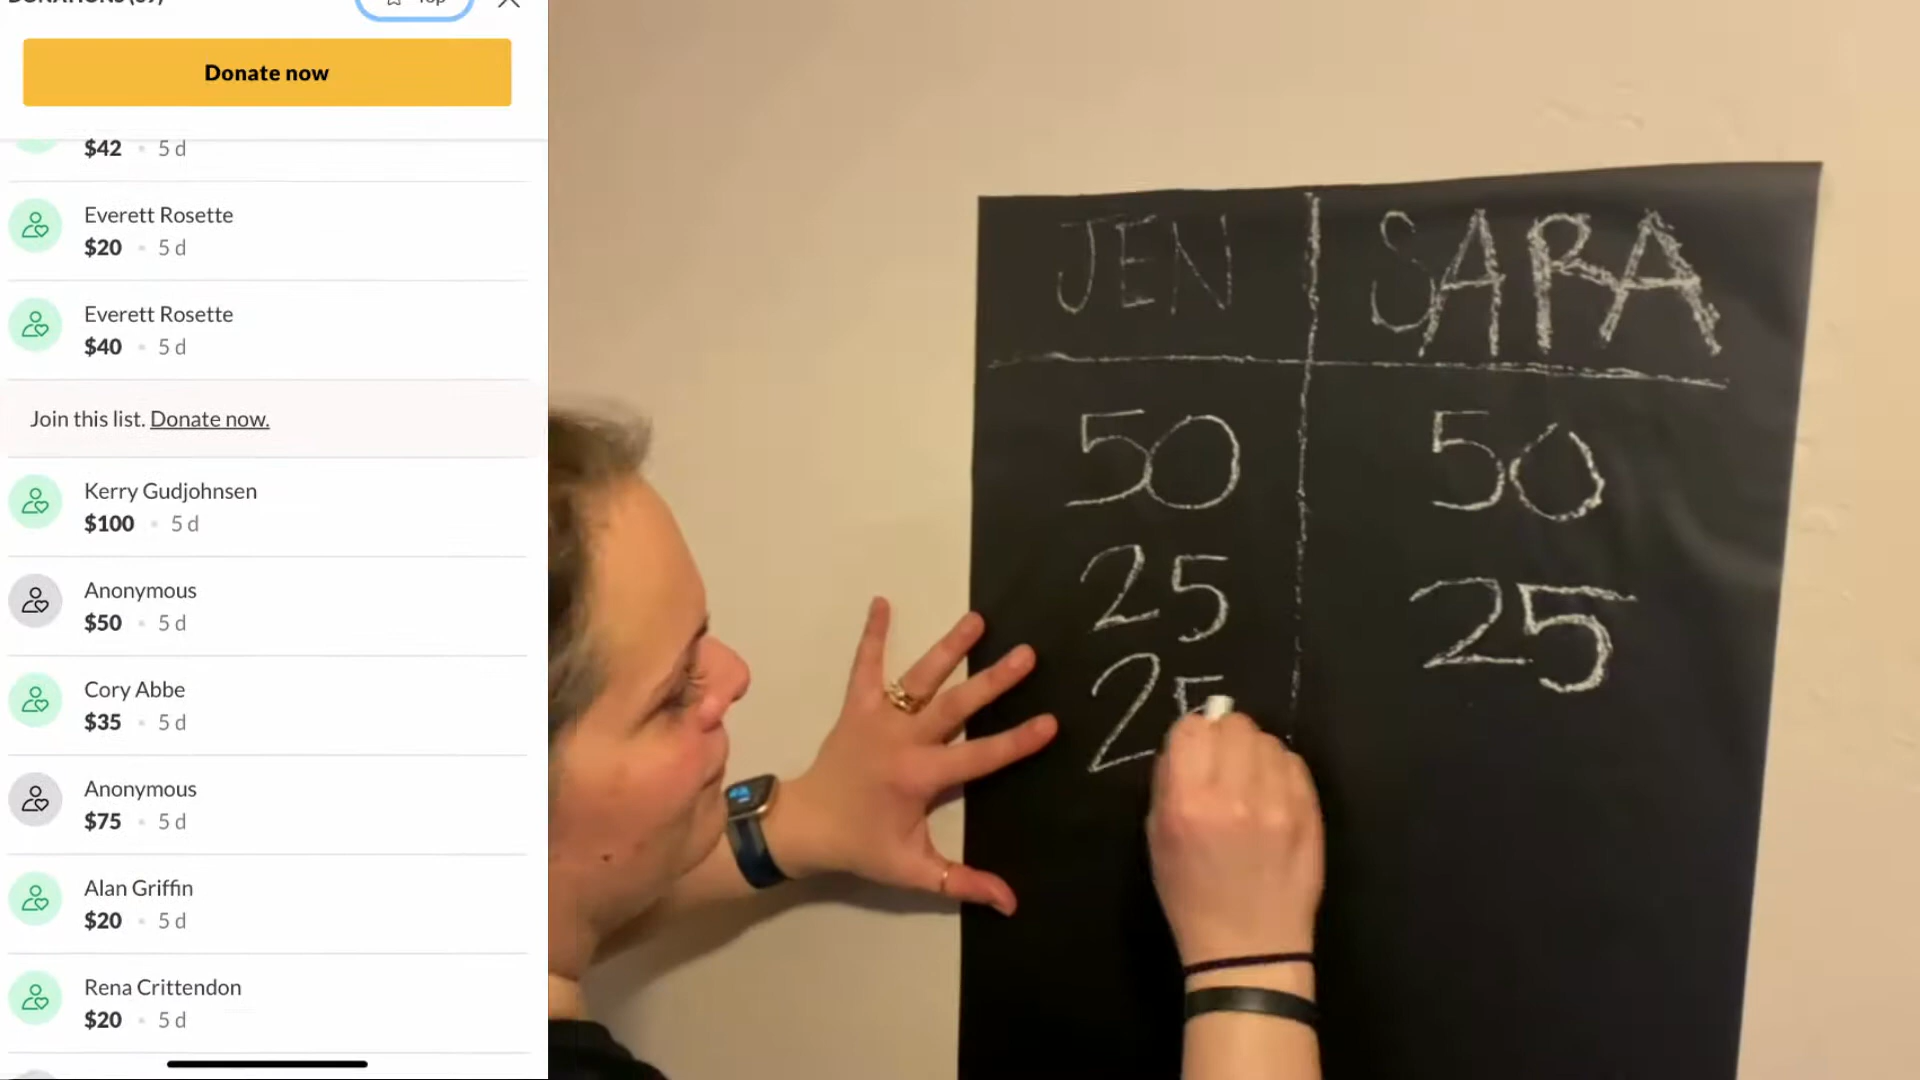 Donate now
$42 • 5 d
Everett Rosette
$20 • 5 d
Everett Rosette
$40 • 5 d
Join this list. Donate now.
Kerry Gudjohnsen
$100 • 5 d
Anonymous
$50 • 5 d
Cory Abbe
$35 • 5 d
Anonymous
$75 • 5 d
Alan Griffin
$20 • 5 d
Rena Crittendon
$20 • 5 d
JEN SARA
50 50
25 25
25